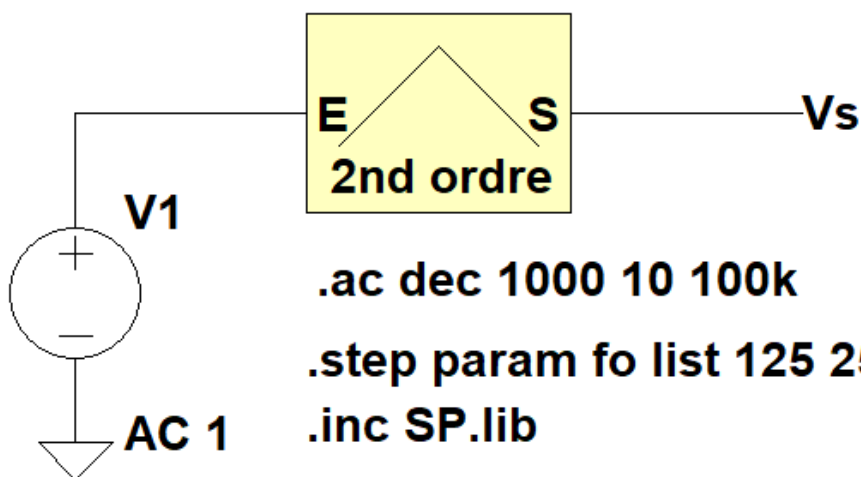 E S
Vs
2nd ordre
V1
.ac dec 1000 10 100k
.step param fo list 125
AC 1
.inc SP.lib